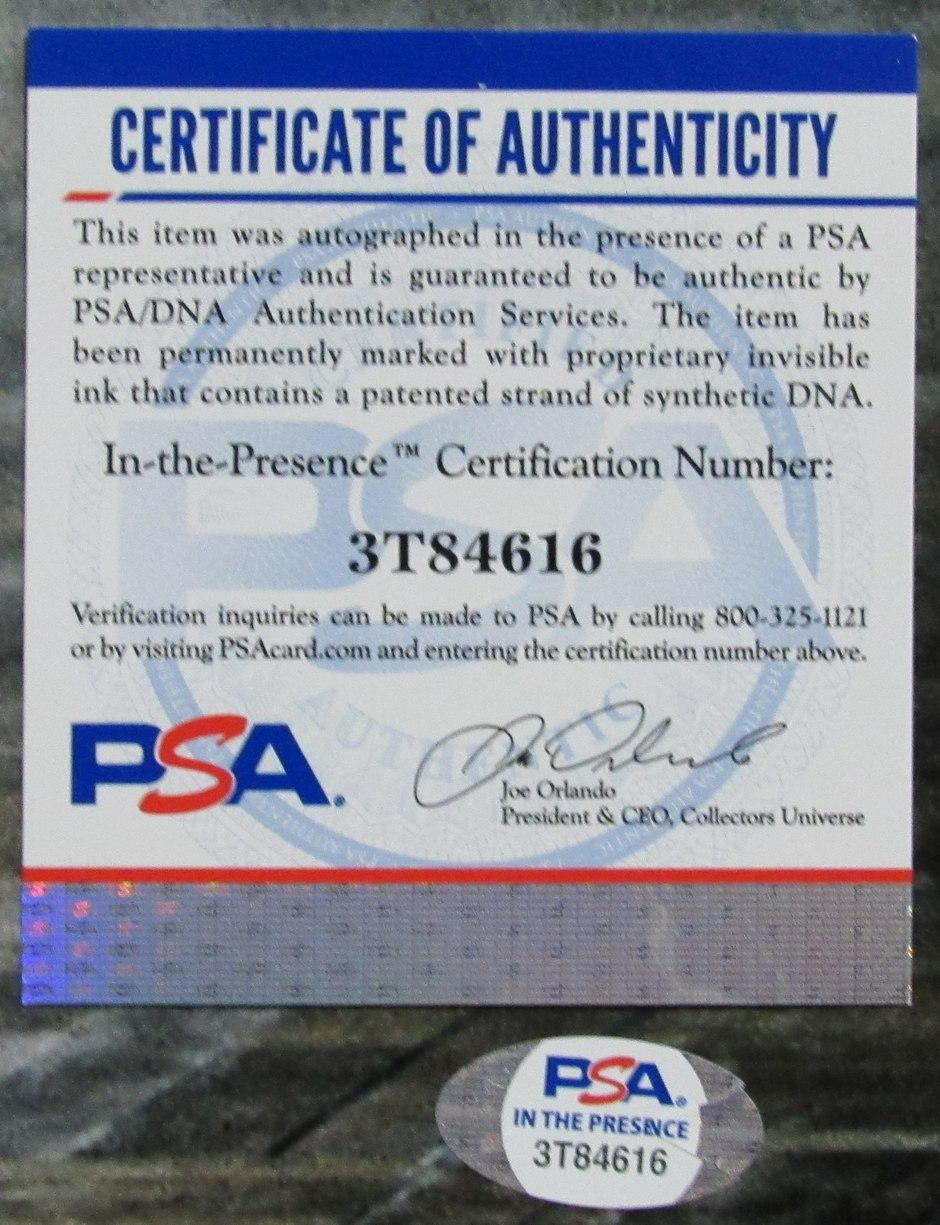 CERTIFICATE OF AUTHENTICITY
This item was autographed in the presence of a PSA
representative and is guaranteed to be authentic by
PSA/DNA Authentication Services. The item has
been permanently marked with proprietary invisible
ink that contains a patented strand of synthetic DNA.
In-the-Presence™ Certification Number:
3T84616
Verification inquiries can be made to PSA by calling 800-325-1121
or by visiting PSAcard.com and entering the certification number above.
PSA
AUTHENTIC
PSA.
Joe Orlando
President & CEO, Collectors Universe
PSA.
IN THE PRESENCE
3T84616